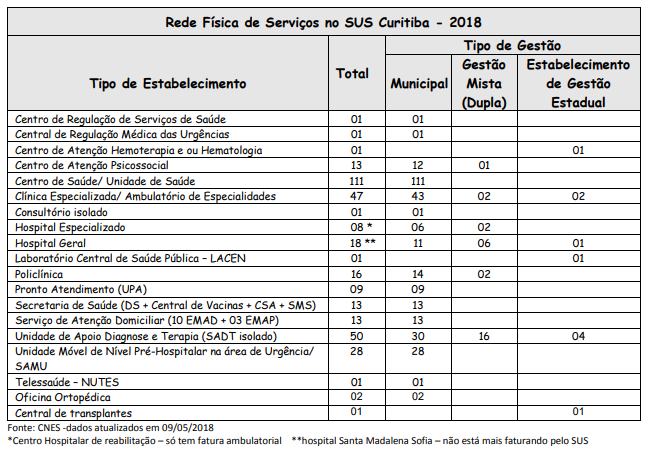 Rede Física de Serviços no SUS Curitiba - 2018
Tipo de Estabelecimento Total Tipo de Gestão
Municipal Gestão Mista (Dupla) Estabelecimento de Gestão Estadual
Centro de Regulação de Serviços de Saúde 01 01
Central de Regulação Médica das Urgências 01 01
Centro de Atenção Hemoterapia e ou Hematologia 01 01
Centro de Atenção Psicossocial 13 12 01
Centro de Saúde/ Unidade de Saúde 111 111
Clínica Especializada/ Ambulatório de Especialidades 47 43 02 02
Consultório isolado 01 01
Hospital Especializado 08 * 06 02
Hospital Geral 18 ** 11 06 01
Laboratório Central de Saúde Pública – LACEN 01 01
Policlínica 16 14 02
Pronto Atendimento (UPA) 09 09
Secretaria de Saúde (DS + Central de Vacinas + CSA + SMS) 13 13
Serviço de Atenção Domiciliar (10 EMAD + 03 EMAP) 13 13
Unidade de Apoio Diagnose e Terapia (SADT isolado) 50 30 16 04
Unidade Móvel de Nível Pré-Hospitalar na área de Urgência/
SAMU 28 28
Telessaúde – NUTES 01 01
Oficina Ortopédica 02 02
Central de transplantes 01 01
Fonte: CNES -dados atualizados em 09/05/2018
*Centro Hospitalar de reabilitação – só tem fatura ambulatorial **hospital Santa Madalena Sofia – não está mais faturando pelo SUS